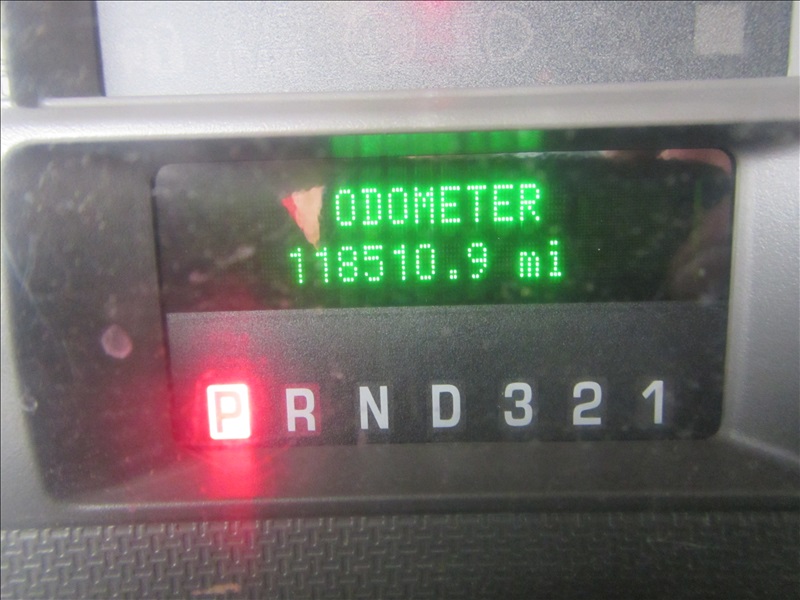 ODOMETER
118510.9 mi
P R N D 3 2 1